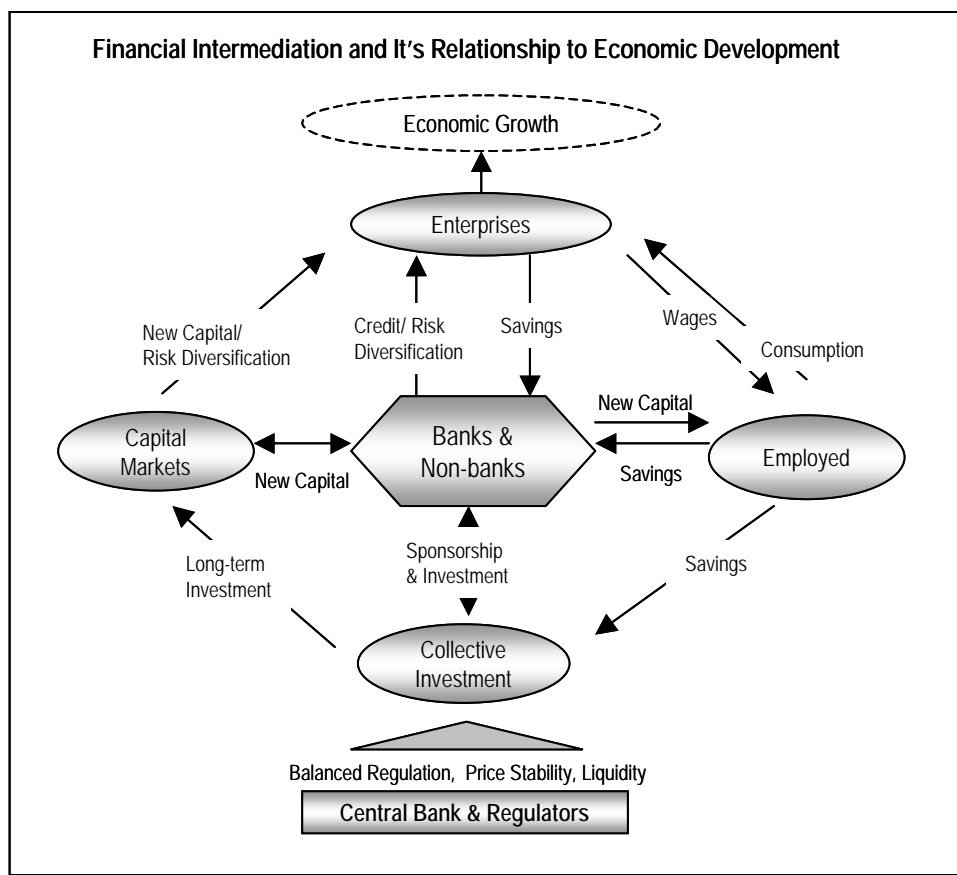 Financial Intermediation and It's Relationship to Economic Development
Economic Growth
Enterprises
New Capital/
Risk Diversification
Credit/ Risk
Diversification
Savings
Wages
Consumption
Capital
Markets
New Capital
Banks &
Non-banks
New Capital
Savings
Employed
Long-term
Investment
Sponsorship
& Investment
Savings
Collective
Investment
Balanced Regulation, Price Stability, Liquidity
Central Bank & Regulators